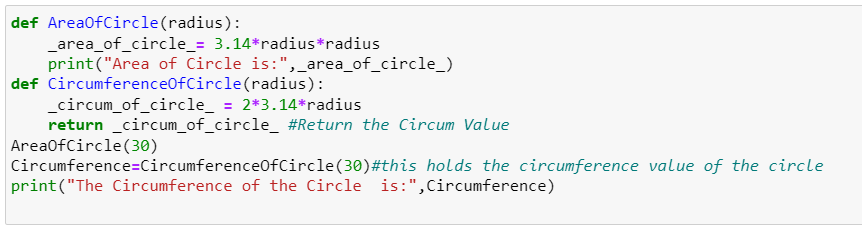 def AreaOfCircle(radius):
    _area_of_circle_= 3.14*radius*radius
    print("Area of Circle is:",_area_of_circle_)
def CircumferenceOfCircle(radius):
    _circum_of_circle_ = 2*3.14*radius
    return _circum_of_circle_ #Return the Circum Value
AreaOfCircle(30)
Circumference=CircumferenceOfCircle(30)#this holds the circumference value of the circle
print("The Circumference of the Circle  is:",Circumference)